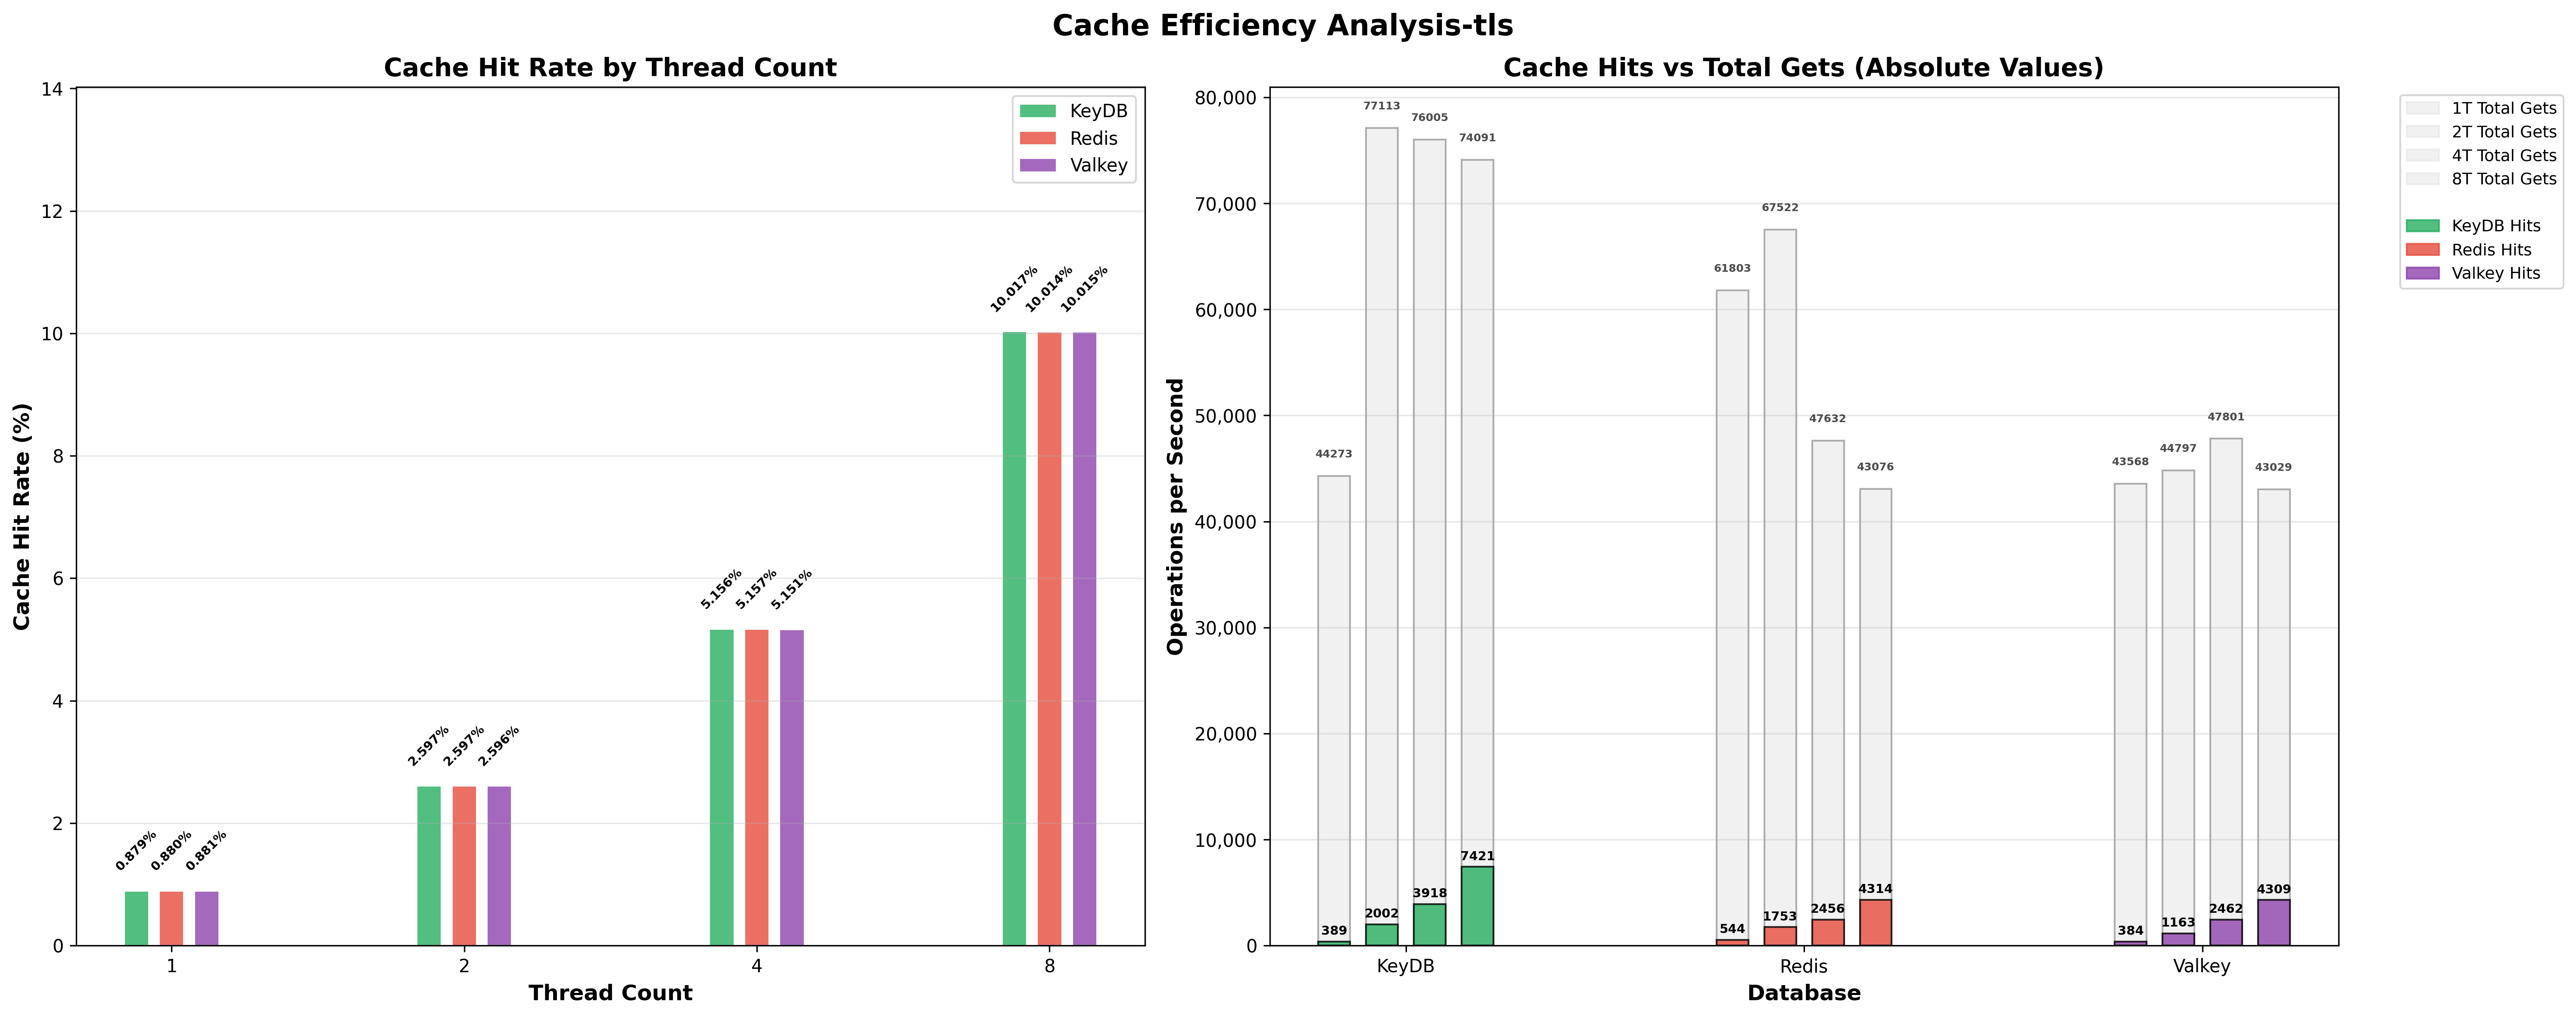 Cache Efficiency Analysis-tls
Cache Hit Rate by Thread Count
Cache Hit Rate (%)
14
12
10
8
6
4
2
0
KeyDB
Redis
Valkey
0.879%
0.880%
0.881%
2.597%
2.597%
2.596%
5.156%
5.157%
5.151%
10.017%
10.014%
10.015%
1
2
4
8
Thread Count
Cache Hits vs Total Gets (Absolute Values)
Operations per Second
80,000
70,000
60,000
50,000
40,000
30,000
20,000
10,000
0
44273
77113
76005
74091
389
2002
3918
7421
61803
67522
47632
43076
544
1753
2456
4314
43568
44797
47801
43029
384
1163
2462
4309
KeyDB
Redis
Valkey
Database
1T Total Gets
2T Total Gets
4T Total Gets
8T Total Gets
KeyDB Hits
Redis Hits
Valkey Hits